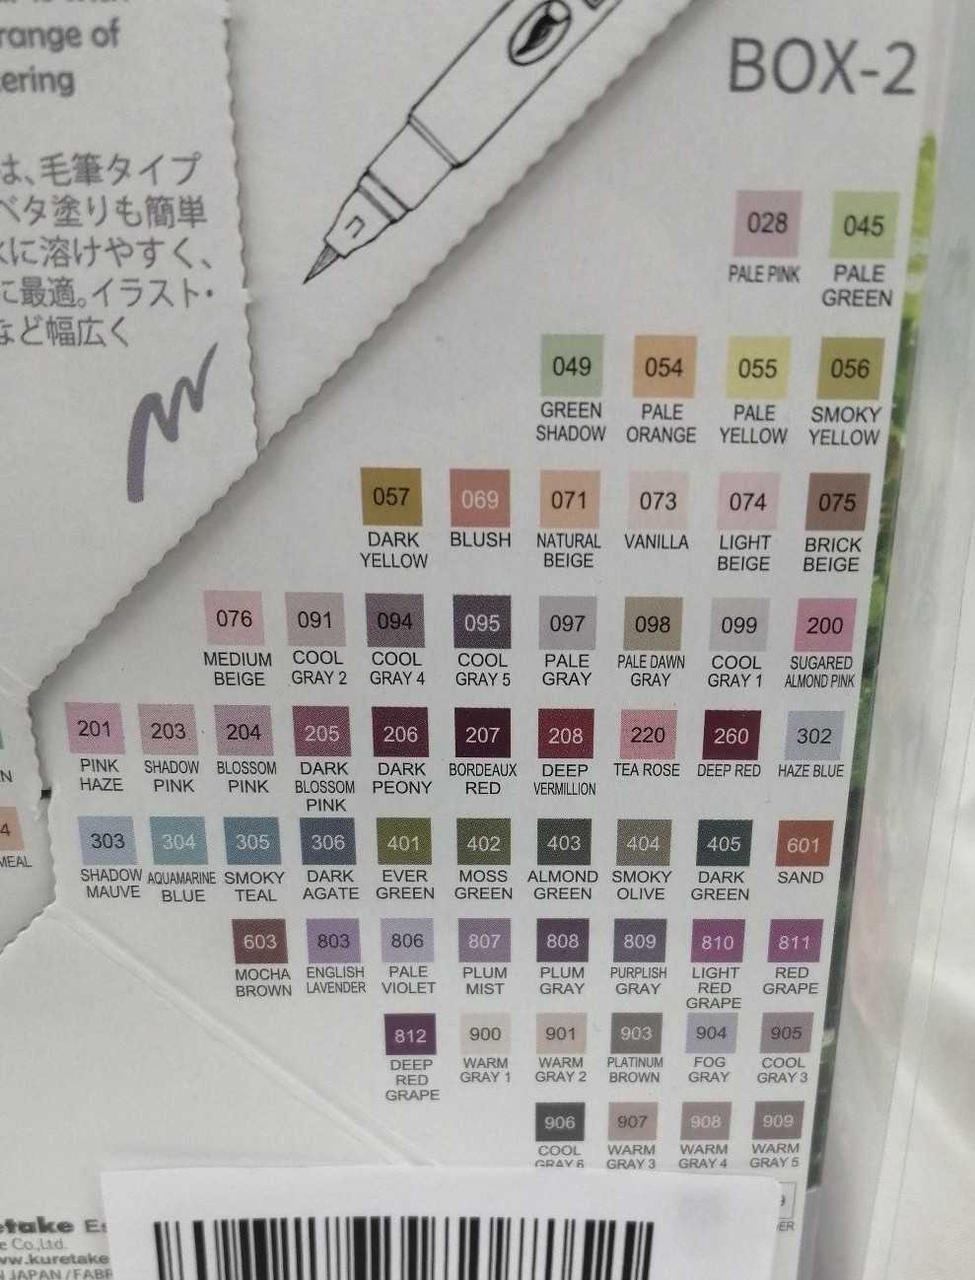 range of
ering
は、毛筆タイプ
ベタ塗りも簡単
に溶けやすく、
に最適。イラスト・
など幅広く
BOX-2
028 045
PALE PINK PALE
GREEN
049 054 055 056
GREEN PALE PALE SMOKY
SHADOW ORANGE YELLOW YELLOW
057 069 071 073 074 075
DARK BLUSH NATURAL VANILLA LIGHT BRICK
YELLOW BEIGE BEIGE BEIGE
076 091 094 095 097 098 099 200
MEDIUM COOL COOL COOL PALE PALE DAWN COOL SUGARED
BEIGE GRAY 2 GRAY 4 GRAY 5 GRAY GRAY GRAY 1 ALMOND PINK
201 203 204 205 206 207 208 220 260 302
PINK SHADOW BLOSSOM DARK DARK BORDEAUX DEEP TEA ROSE DEEP RED HAZE BLUE
HAZE PINK PINK BLOSSOM PEONY RED VERMILLION
PINK
N
303 304 305 306 401 402 403 404 405 601
SHADOW AQUAMARINE SMOKY DARK EVER MOSS ALMOND SMOKY DARK SAND
MAUVE BLUE TEAL AGATE GREEN GREEN GREEN OLIVE GREEN
4
MEAL
603 803 806 807 808 809 810 811
MOCHA ENGLISH PALE PLUM PLUM PURPLISH LIGHT RED
BROWN LAVENDER VIOLET MIST GRAY GRAY RED GRAPE
GRAPE
812 900 901 903 904 905
DEEP WARM WARM PLATINUM FOG COOL
RED GRAY 1 GRAY 2 BROWN GRAY GRAY 3
GRAPE
906 907 908 909
COOL WARM WARM WARM
GRAY 6 GRAY 3 GRAY 4 GRAY 5
9
ER
etake Es
e Co.,Ltd.
ww.kuretake
N JAPAN / FABR